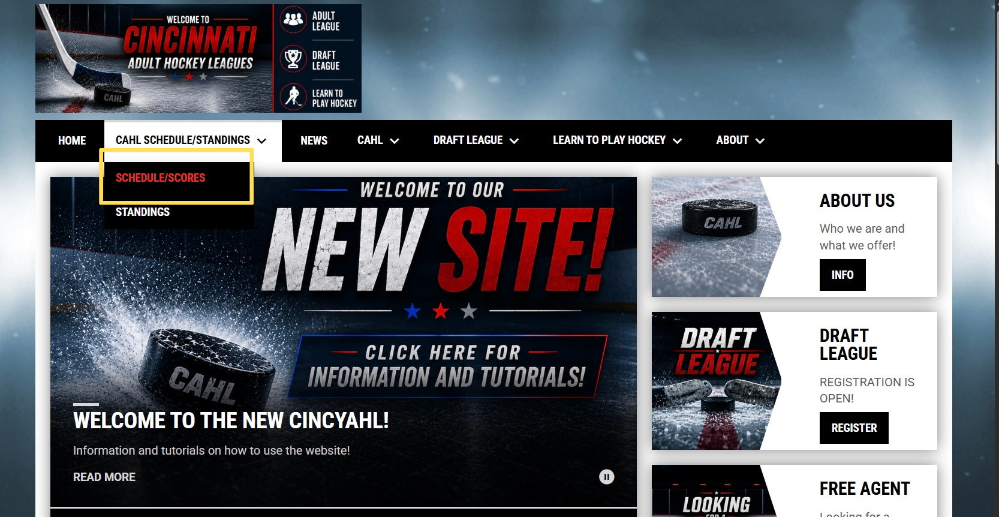 WELCOME TO
CINCINNATI
ADULT HOCKEY LEAGUES
CAHL
ADULT
LEAGUE
DRAFT
LEAGUE
LEARN TO
PLAY HOCKEY
HOME
CAHL SCHEDULE/STANDINGS
NEWS
CAHL
DRAFT LEAGUE
LEARN TO PLAY HOCKEY
ABOUT
SCHEDULE/SCORES
STANDINGS
WELCOME TO OUR
NEW SITE!
CLICK HERE FOR
INFORMATION AND TUTORIALS!
CAHL
WELCOME TO THE NEW CINCYAHL!
Information and tutorials on how to use the website!
READ MORE
CAHL
ABOUT US
Who we are and
what we offer!
INFO
DRAFT
LEAGUE
DRAFT
LEAGUE
REGISTRATION IS
OPEN!
REGISTER
LOOKING
FOR A
FREE AGENT
Looking for a